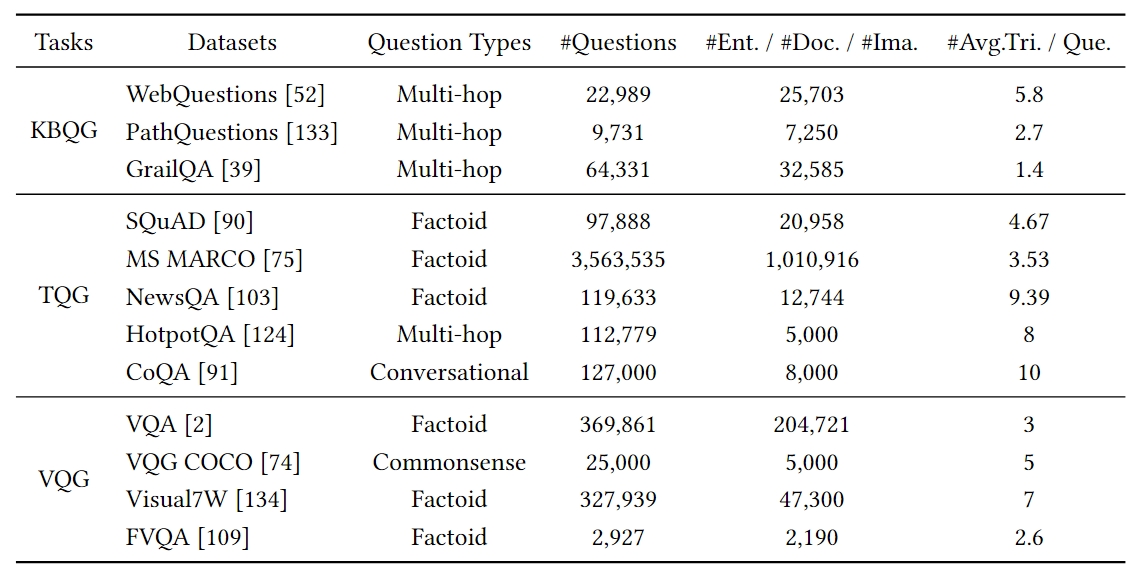 Tasks Datasets Question Types #Questions #Ent. / #Doc. / #Ima. #Avg.Tri. / Que.
KBQG
WebQuestions [52] Multi-hop 22,989 25,703 5.8
PathQuestions [133] Multi-hop 9,731 7,250 2.7
GrailQA [39] Multi-hop 64,331 32,585 1.4
TQG
SQuAD [90] Factoid 97,888 20,958 4.67
MS MARCO [75] Factoid 3,563,535 1,010,916 3.53
NewsQA [103] Factoid 119,633 12,744 9.39
HotpotQA [124] Multi-hop 112,779 5,000 8
CoQA [91] Conversational 127,000 8,000 10
VQG
VQA [2] Factoid 369,861 204,721 3
VQG COCO [74] Commonsense 25,000 5,000 5
Visual7W [134] Factoid 327,939 47,300 7
FVQA [109] Factoid 2,927 2,190 2.6